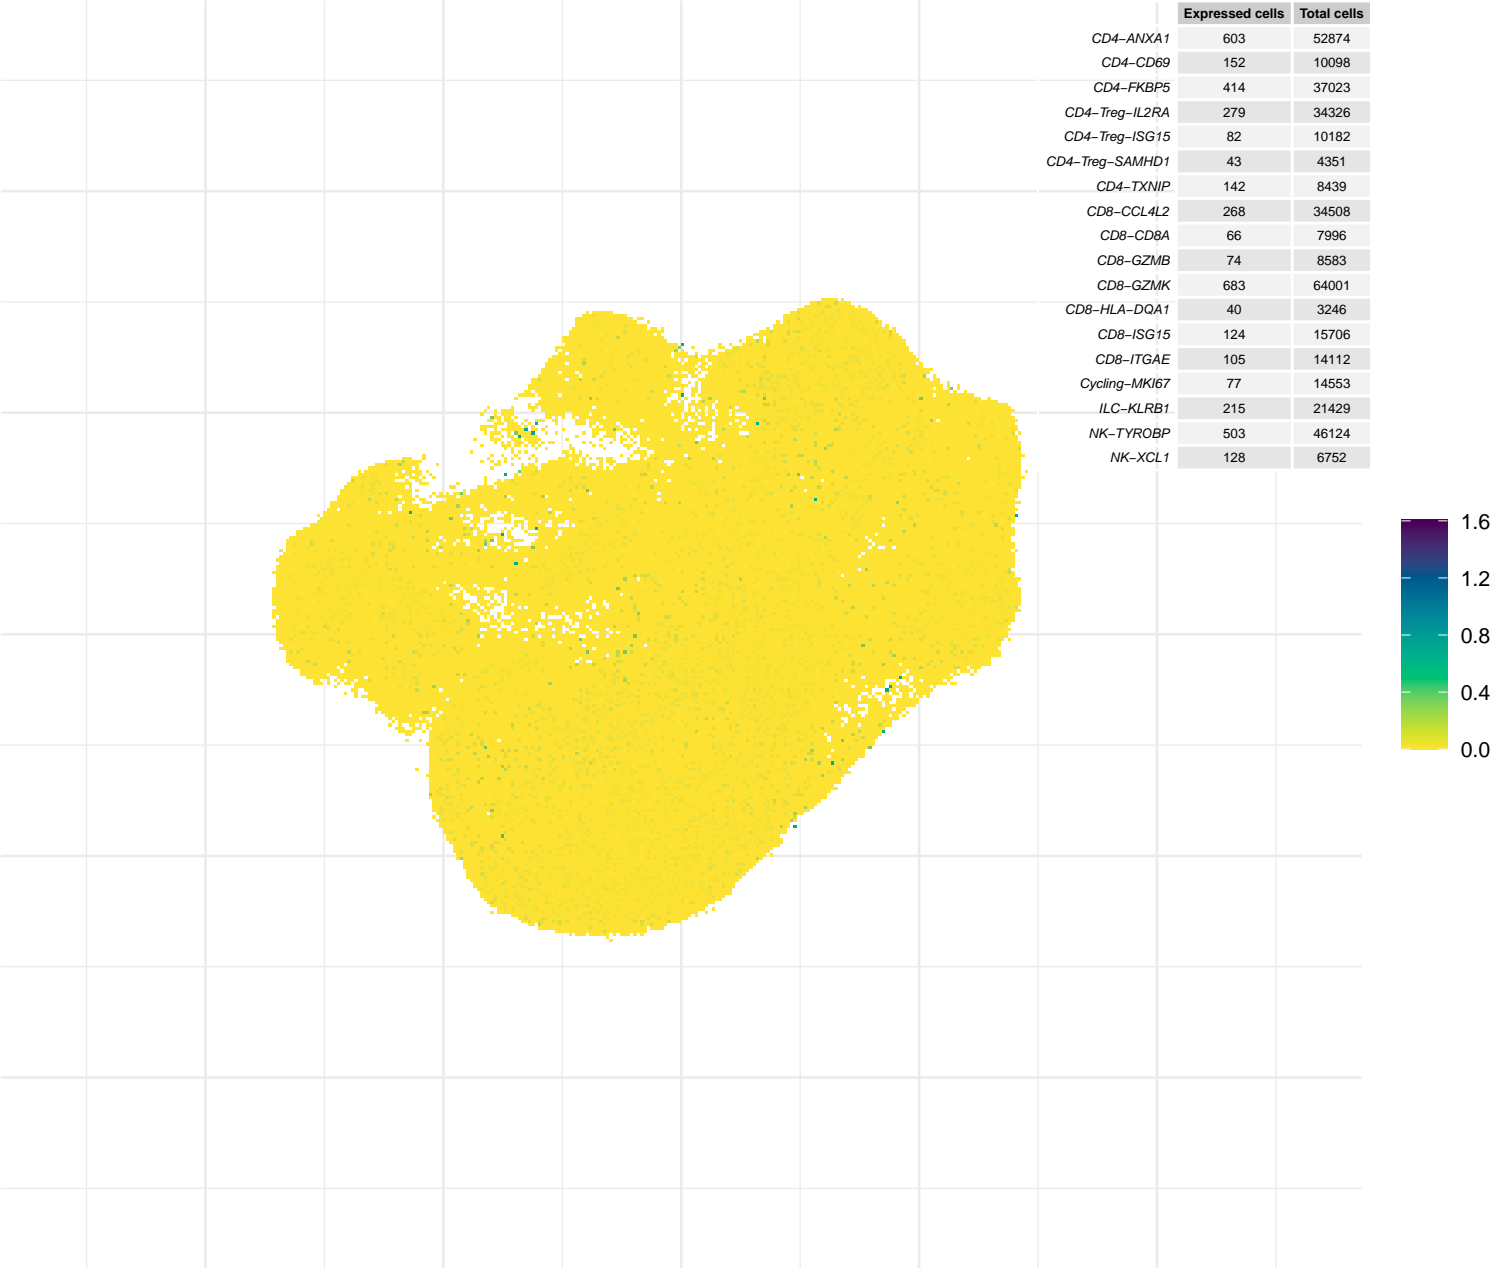 Expressed cells Total cells
CD4−ANXA1 603 52874
CD4−CD69 152 10098
CD4−FKBP5 414 37023
CD4−Treg−IL2RA 279 34326
CD4−Treg−ISG15 82 10182
CD4−Treg−SAMHD1 43 4351
CD4−TXNIP 142 8439
CD8−CCL4L2 268 34508
CD8−CD8A 66 7996
CD8−GZMB 74 8583
CD8−GZMK 683 64001
CD8−HLA−DQA1 40 3246
CD8−ISG15 124 15706
CD8−ITGAE 105 14112
Cycling−MKI67 77 14553
ILC−KLRB1 215 21429
NK−TYROBP 503 46124
NK−XCL1 128 6752
1.6
1.2
0.8
0.4
0.0